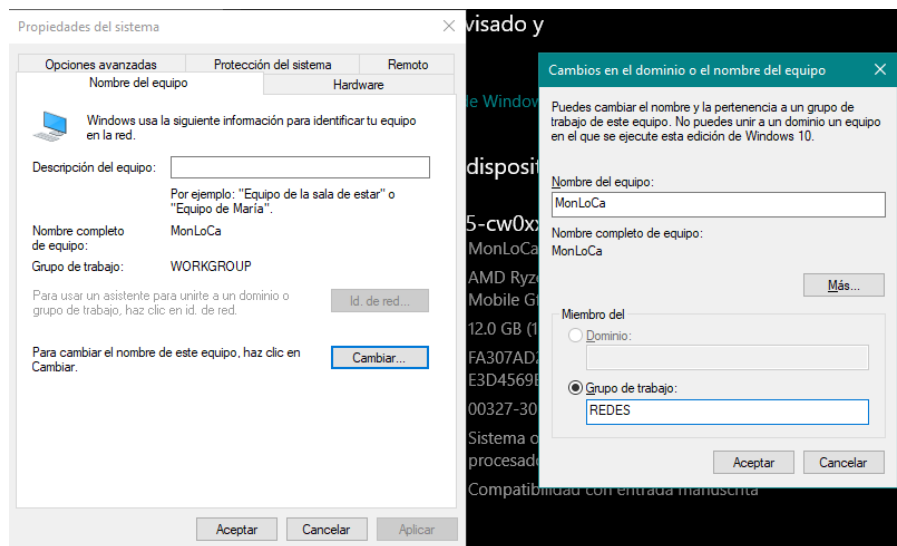 Propiedades del sistema
Opciones avanzadas
Protección del sistema
Remoto
Nombre del equipo
Hardware
Windows usa la siguiente información para identificar tu equipo
en la red.
Descripción del equipo:
Por ejemplo: "Equipo de la sala de estar" o
"Equipo de María".
Nombre completo
de equipo:
MonLoCa
Grupo de trabajo:
WORKGROUP
Para usar un asistente para unirte a un dominio o
grupo de trabajo, haz clic en id. de red.
Id. de red...
Para cambiar el nombre de este equipo, haz clic en
Cambiar.
Cambiar...
Aceptar
Cancelar
Aplicar
visado y
de Window
disposit
5-cw0xx
MonLoCa
AMD Ryz
Mobile G
12.0 GB (1
FA307AD
E3D4569
00327-30
Sistema o
procesad
Compatibilidad con entrada manuscrita
Cambios en el dominio o el nombre del equipo
Puedes cambiar el nombre y la pertenencia a un grupo de
trabajo de este equipo. No puedes unir a un dominio un equipo
en el que se ejecute esta edición de Windows 10.
Nombre del equipo:
MonLoCa
Nombre completo de equipo:
MonLoCa
Más...
Miembro del
Dominio:
Grupo de trabajo:
REDES
Aceptar
Cancelar